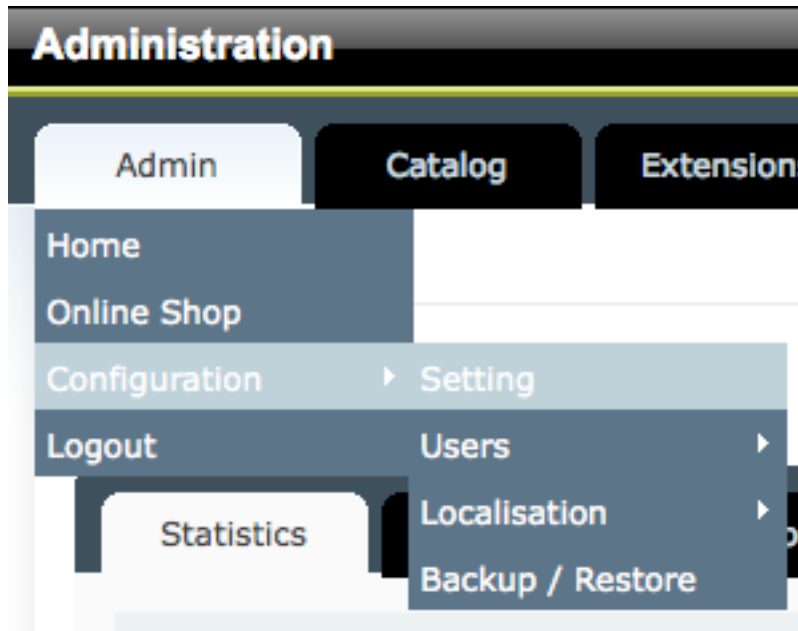 Administration
Admin Catalog Extension
Home
Online Shop
Configuration Setting
Logout Users
Statistics Localisation
Backup / Restore